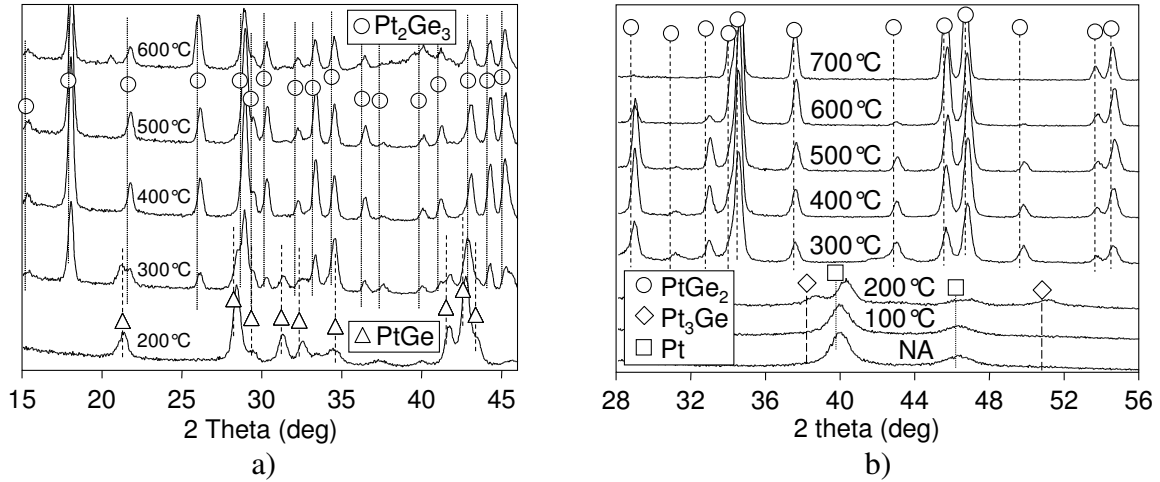 Pt₂Ge₃
600°C
500°C
400°C
300°C
200°C
PtGe
15 20 25 30 35 40 45
2 Theta (deg)
a)
700°C
600°C
500°C
400°C
300°C
PtGe₂
Pt₃Ge
Pt
200°C
100°C
NA
28 32 36 40 44 48 52 56
2 theta (deg)
b)